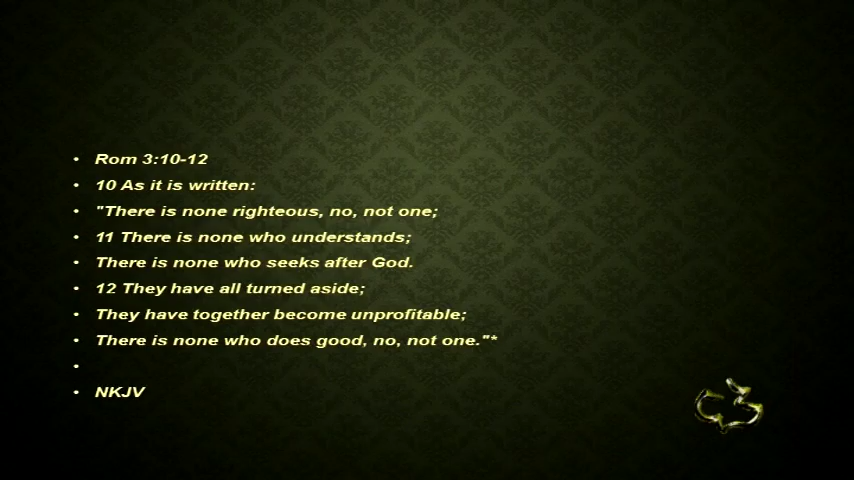 • Rom 3:10-12
• 10 As it is written:
• "There is none righteous, no, not one;
• 11 There is none who understands;
• There is none who seeks after God.
• 12 They have all turned aside;
• They have together become unprofitable;
• There is none who does good, no, not one."*
•
• NKJV
C3